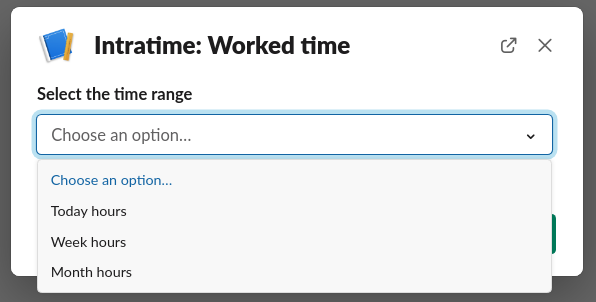 Intratime: Worked time
Select the time range
Choose an option...
Choose an option...
Today hours
Week hours
Month hours